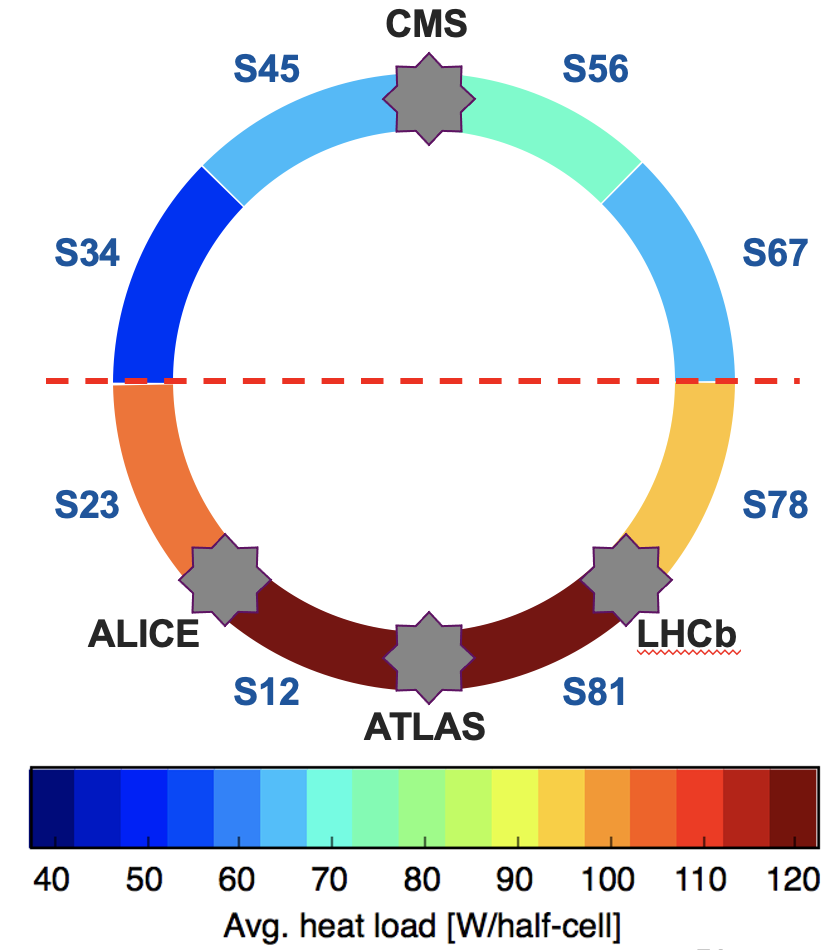 CMS
S45
S56
S34
S67
S23
S78
ALICE
LHCb
S12
S81
ATLAS
40 50 60 70 80 90 100 110 120
Avg. heat load [W/half-cell]